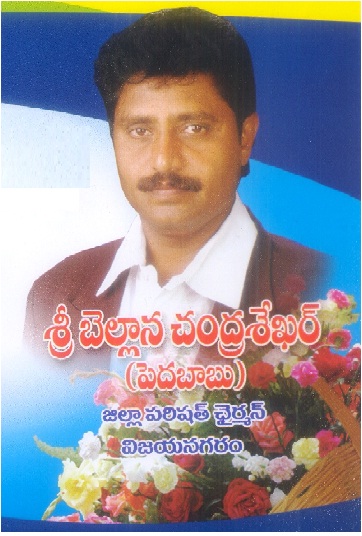 శ్రీ బెల్లాన చంద్రశేఖర్
(పెదబాబు)
జిల్లా పరిషత్ ఛైర్మన్
విజయనగరం